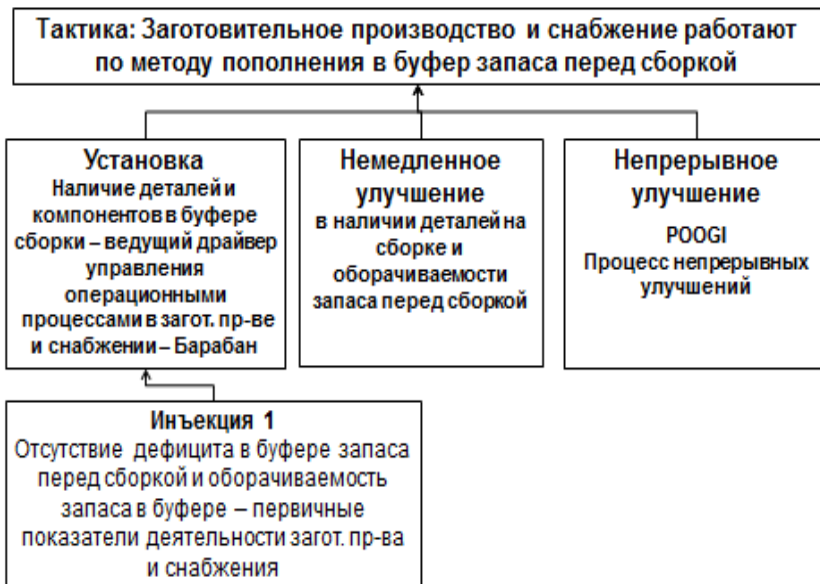 Тактика: Заготовительное производство и снабжение работают
по методу пополнения в буфер запаса перед сборкой
Установка
Наличие деталей и
компонентов в буфере
сборки – ведущий драйвер
управления
операционными
процессами в загот. пр-ве
и снабжении – Барабан
Немедленное
улучшение
в наличии деталей на
сборке и
оборачиваемости
запаса перед сборкой
Непрерывное
улучшение
POOGI
Процесс непрерывных
улучшений
Инъекция 1
Отсутствие дефицита в буфере запаса
перед сборкой и оборачиваемость
запаса в буфере – первичные
показатели деятельности загот. пр-ва
и снабжения